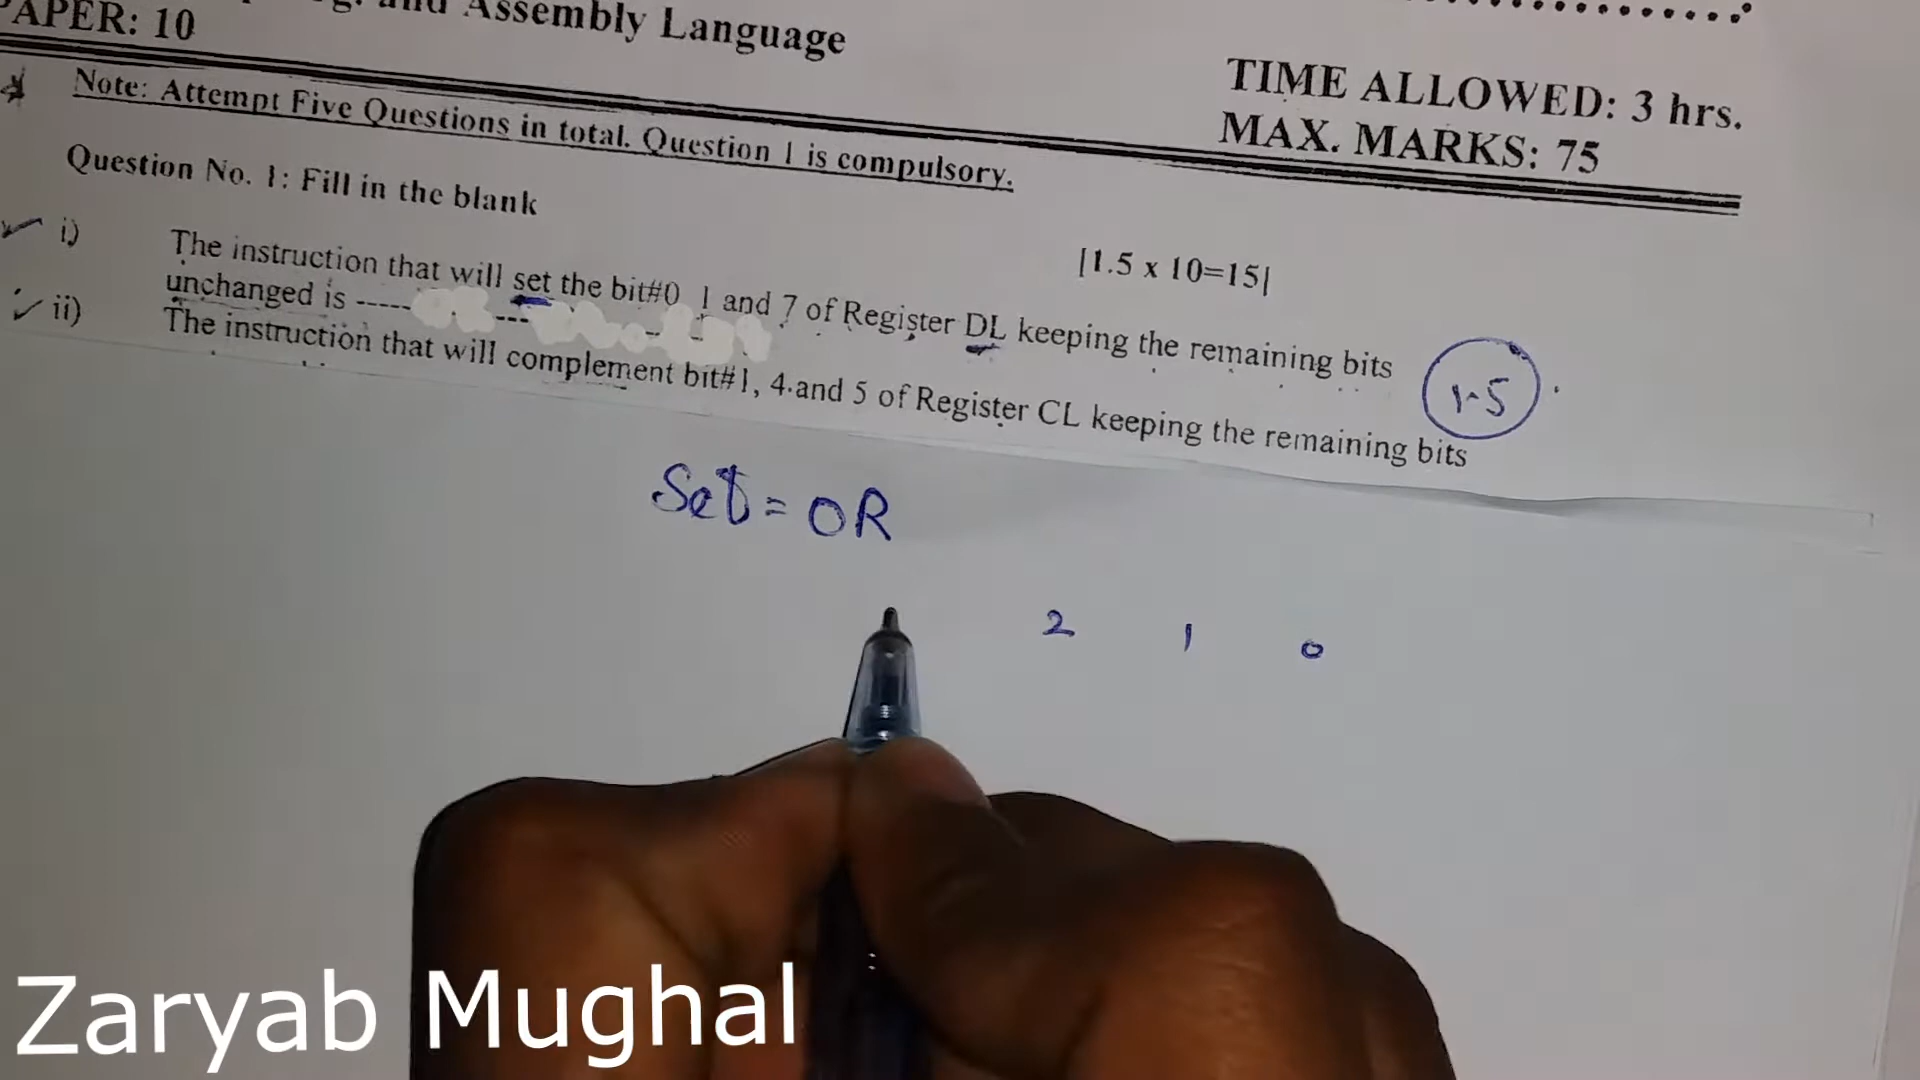 and Assembly Language
PAPER: 10
TIME ALLOWED: 3 hrs.
MAX. MARKS: 75
Note: Attempt Five Questions in total. Question 1 is compulsory.
Question No. 1: Fill in the blank
[1.5 x 10=15]
i) The instruction that will set the bit#0 1 and 7 of Register DL keeping the remaining bits
unchanged is -----
ii) The instruction that will complement bit#1, 4 and 5 of Register CL keeping the remaining bits
1.5
Set = OR
2 1 0
Zaryab Mughal